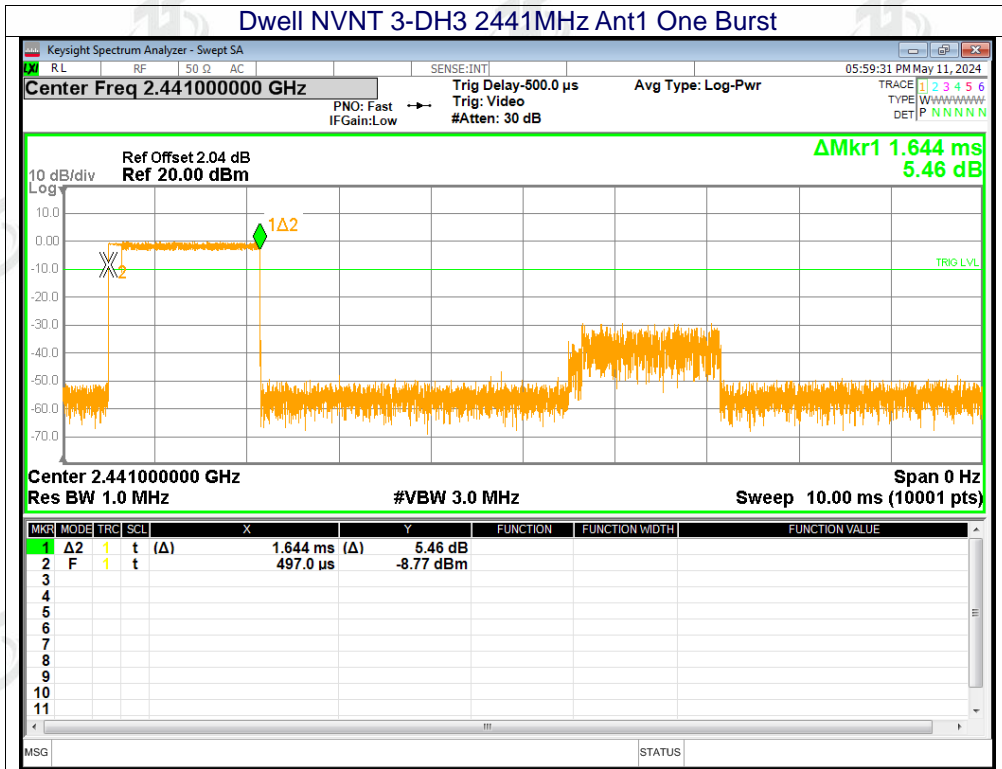 Dwell NVNT 3-DH3 2441MHz Ant1 One Burst
Keysight Spectrum Analyzer - Swept SA
LXI RL RF 50 Ω AC SENSE:INT 05:59:31 PM May 11, 2024
Center Freq 2.441000000 GHz
PNO: Fast
IFGain:Low
Trig Delay-500.0 µs
Trig: Video
#Atten: 30 dB
Avg Type: Log-Pwr
TRACE 1 2 3 4 5 6
TYPE WWWWWWW
DET P N N N N N
ΔMkr1 1.644 ms
5.46 dB
Ref Offset 2.04 dB
10 dB/div Ref 20.00 dBm
Log
10.0
0.00
-10.0
-20.0
-30.0
-40.0
-50.0
-60.0
-70.0
1Δ2
2
TRIG LVL
Center 2.441000000 GHz Span 0 Hz
Res BW 1.0 MHz #VBW 3.0 MHz Sweep 10.00 ms (10001 pts)
MKR MODE TRC SCL X Y FUNCTION FUNCTION WIDTH FUNCTION VALUE
1 Δ2 1 t (Δ) 1.644 ms (Δ) 5.46 dB
2 F 1 t 497.0 µs -8.77 dBm
3
4
5
6
7
8
9
10
11
MSG STATUS